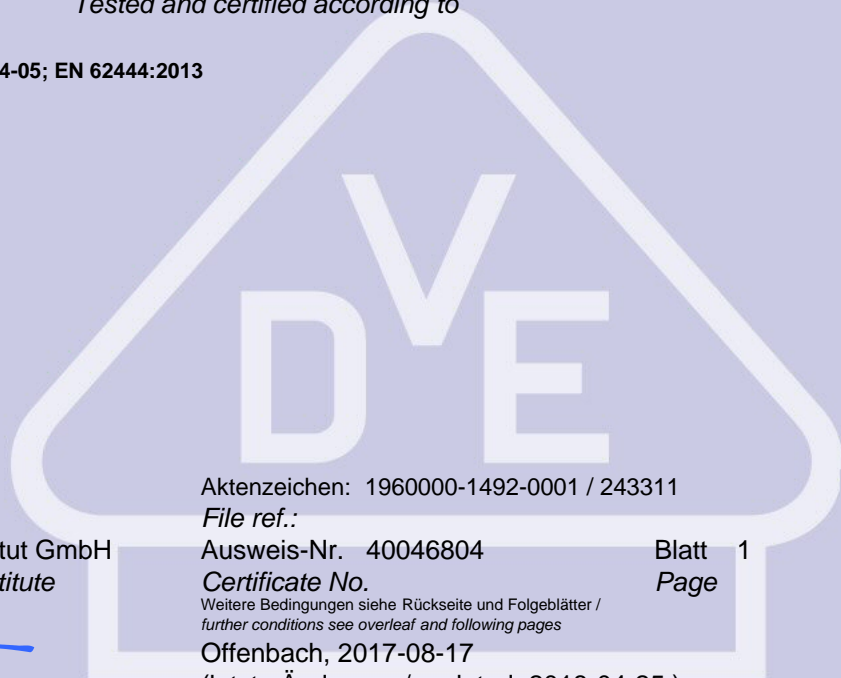 Tested and certified according to
4-05; EN 62444:2013
DVE
Aktenzeichen: 1960000-1492-0001 / 243311
File ref.:
tut GmbH Ausweis-Nr. 40046804 Blatt 1
titute Certificate No. Page
Weitere Bedingungen siehe Rückseite und Folgeblätter /
further conditions see overleaf and following pages
Offenbach, 2017-08-17